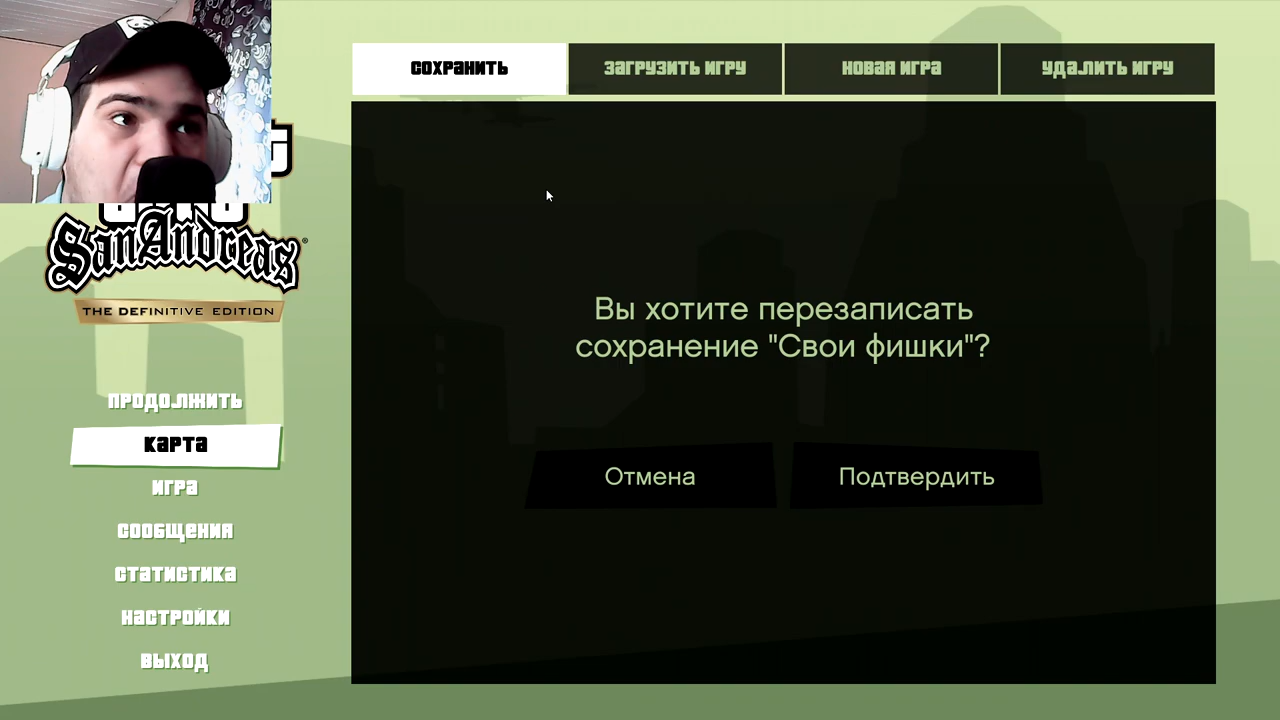 СОХРАНИТЬ
ЗАГРУЗИТЬ ИГРУ
НОВАЯ ИГРА
УДАЛИТЬ ИГРУ
San Andreas
THE DEFINITIVE EDITION
ПРОДОЛЖИТЬ
КАРТА
ИГРА
СООБЩЕНИЯ
СТАТИСТИКА
НАСТРОЙКИ
ВЫХОД
Вы хотите перезаписать
сохранение "Свои фишки"?
Отмена
Подтвердить